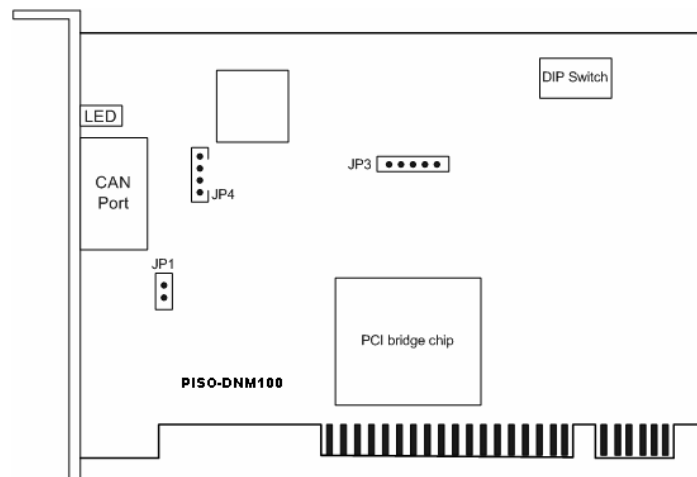 DIP Switch
LED
JP3
CAN
Port
JP4
JP1
PCI bridge chip
PISO-DNM100